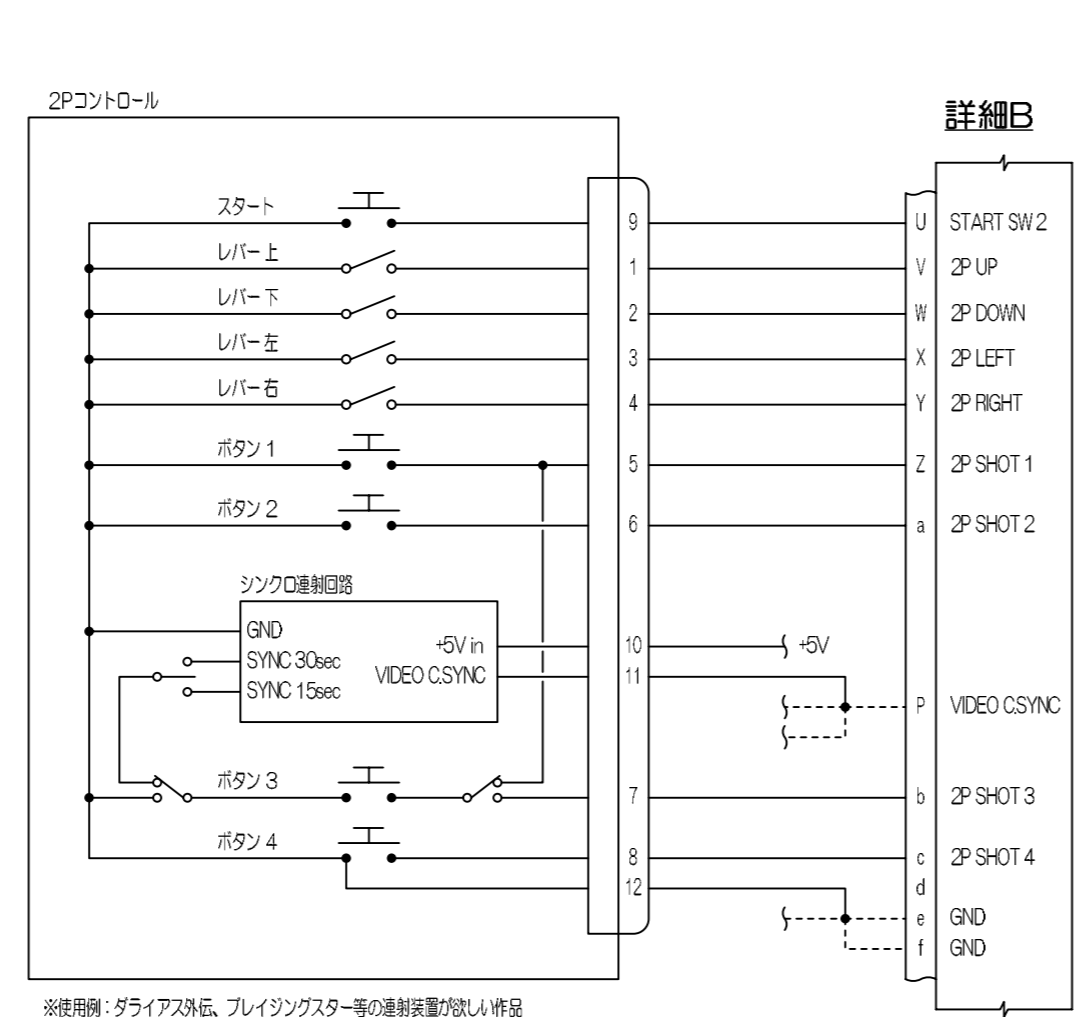 2Pコントロール
詳細B
スタート 9 U START SW 2
レバー上 1 V 2P UP
レバー下 2 W 2P DOWN
レバー左 3 X 2P LEFT
レバー右 4 Y 2P RIGHT
ボタン 1 5 Z 2P SHOT 1
ボタン 2 6 a 2P SHOT 2
シンクロ連射回路
GND
+5V in 10 +5V
SYNC 30sec
VIDEO C.SYNC 11
SYNC 15sec
P VIDEO C.SYNC
ボタン 3 7 b 2P SHOT 3
ボタン 4 8 c 2P SHOT 4
12 d
e GND
f GND
※使用例：ダライアス外伝、ブレイジングスター等の連射装置が欲しい作品